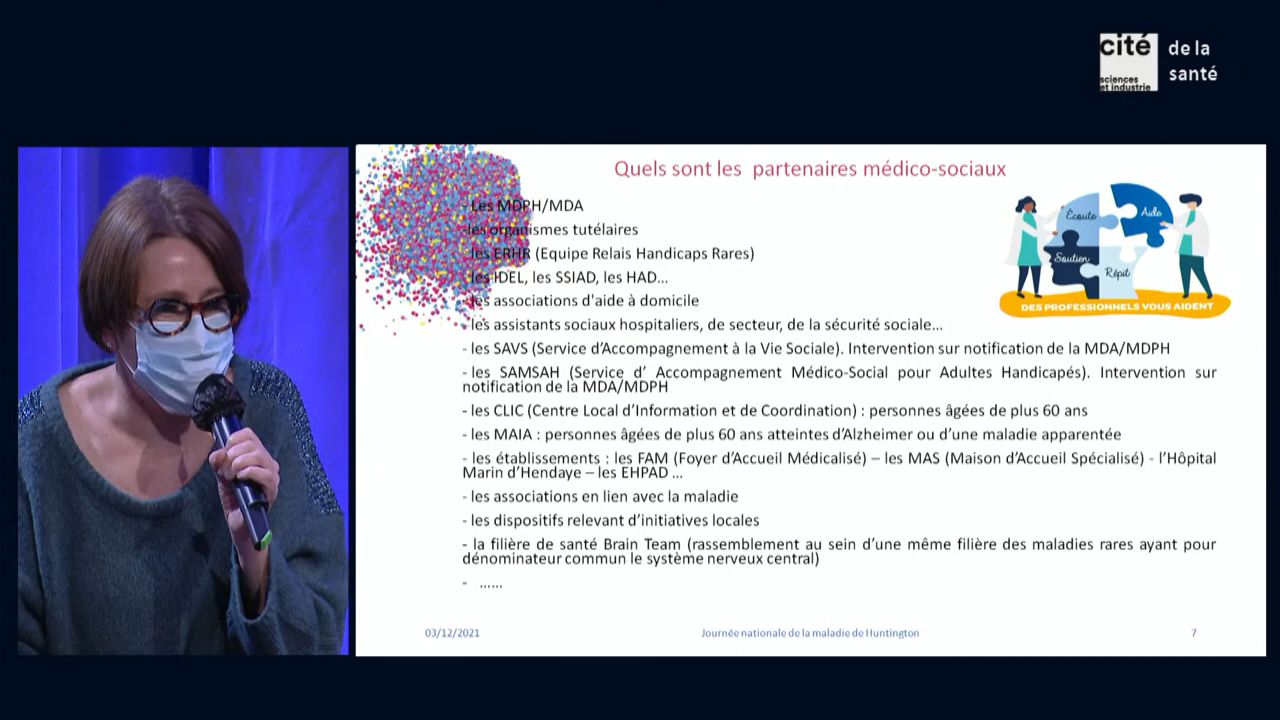 cité
sciences
et industrie
de la
santé
Quels sont les partenaires médico-sociaux
- Les MDPH/MDA
-les organismes tutélaires
- les ERHR (Equipe Relais Handicaps Rares)
- les IDEL, les SSIAD, les HAD...
- les associations d'aide à domicile
- les assistants sociaux hospitaliers, de secteur, de la sécurité sociale...
- les SAVS (Service d'Accompagnement à la Vie Sociale). Intervention sur notification de la MDA/MDPH
- les SAMSAH (Service d' Accompagnement Médico-Social pour Adultes Handicapés). Intervention sur
notification de la MDA/MDPH
- les CLIC (Centre Local d'Information et de Coordination) : personnes âgées de plus 60 ans
- les MAIA : personnes âgées de plus 60 ans atteintes d'Alzheimer ou d'une maladie apparentée
- les établissements : les FAM (Foyer d'Accueil Médicalisé) – les MAS (Maison d'Accueil Spécialisé) - l'Hôpital
Marin d'Hendaye – les EHPAD ...
- les associations en lien avec la maladie
- les dispositifs relevant d'initiatives locales
- la filière de santé Brain Team (rassemblement au sein d'une même filière des maladies rares ayant pour
dénominateur commun le système nerveux central)
- ......
Écoute
Aide
Soutien
Répit
DES PROFESSIONNELS VOUS AIDENT
03/12/2021
Journée nationale de la maladie de Huntington
7